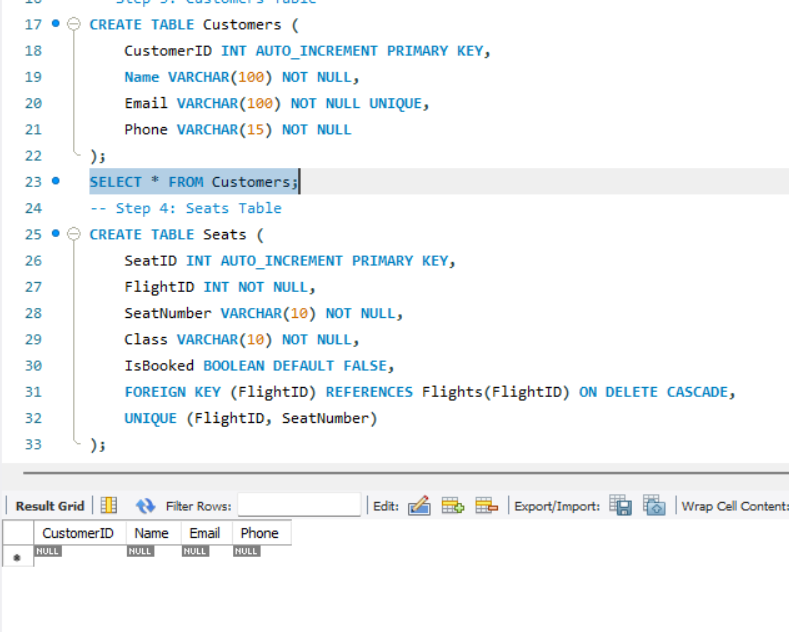 16 -- Step 3: Customers Table
17 CREATE TABLE Customers (
18 CustomerID INT AUTO_INCREMENT PRIMARY KEY,
19 Name VARCHAR(100) NOT NULL,
20 Email VARCHAR(100) NOT NULL UNIQUE,
21 Phone VARCHAR(15) NOT NULL
22 );
23 SELECT * FROM Customers;
24 -- Step 4: Seats Table
25 CREATE TABLE Seats (
26 SeatID INT AUTO_INCREMENT PRIMARY KEY,
27 FlightID INT NOT NULL,
28 SeatNumber VARCHAR(10) NOT NULL,
29 Class VARCHAR(10) NOT NULL,
30 IsBooked BOOLEAN DEFAULT FALSE,
31 FOREIGN KEY (FlightID) REFERENCES Flights(FlightID) ON DELETE CASCADE,
32 UNIQUE (FlightID, SeatNumber)
33 );
Result Grid Filter Rows: Edit: Export/Import: Wrap Cell Content:
CustomerID Name Email Phone
* NULL NULL NULL NULL